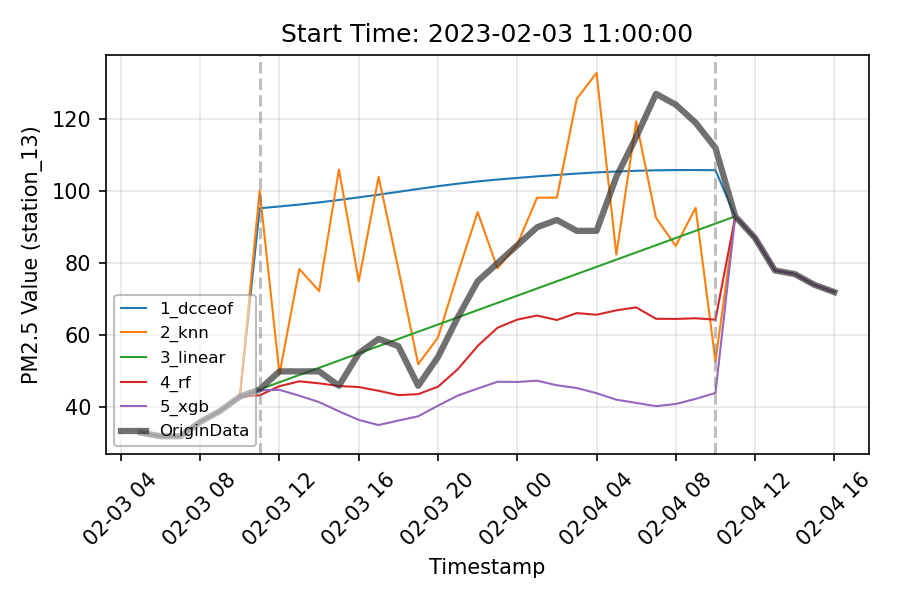 Start Time: 2023-02-03 11:00:00
PM2.5 Value (station_13)
120
100
80
60
40
1_dcceof
2_knn
3_linear
4_rf
5_xgb
OriginData
02-03 04
02-03 08
02-03 12
02-03 16
02-03 20
02-04 00
02-04 04
02-04 08
02-04 12
02-04 16
Timestamp